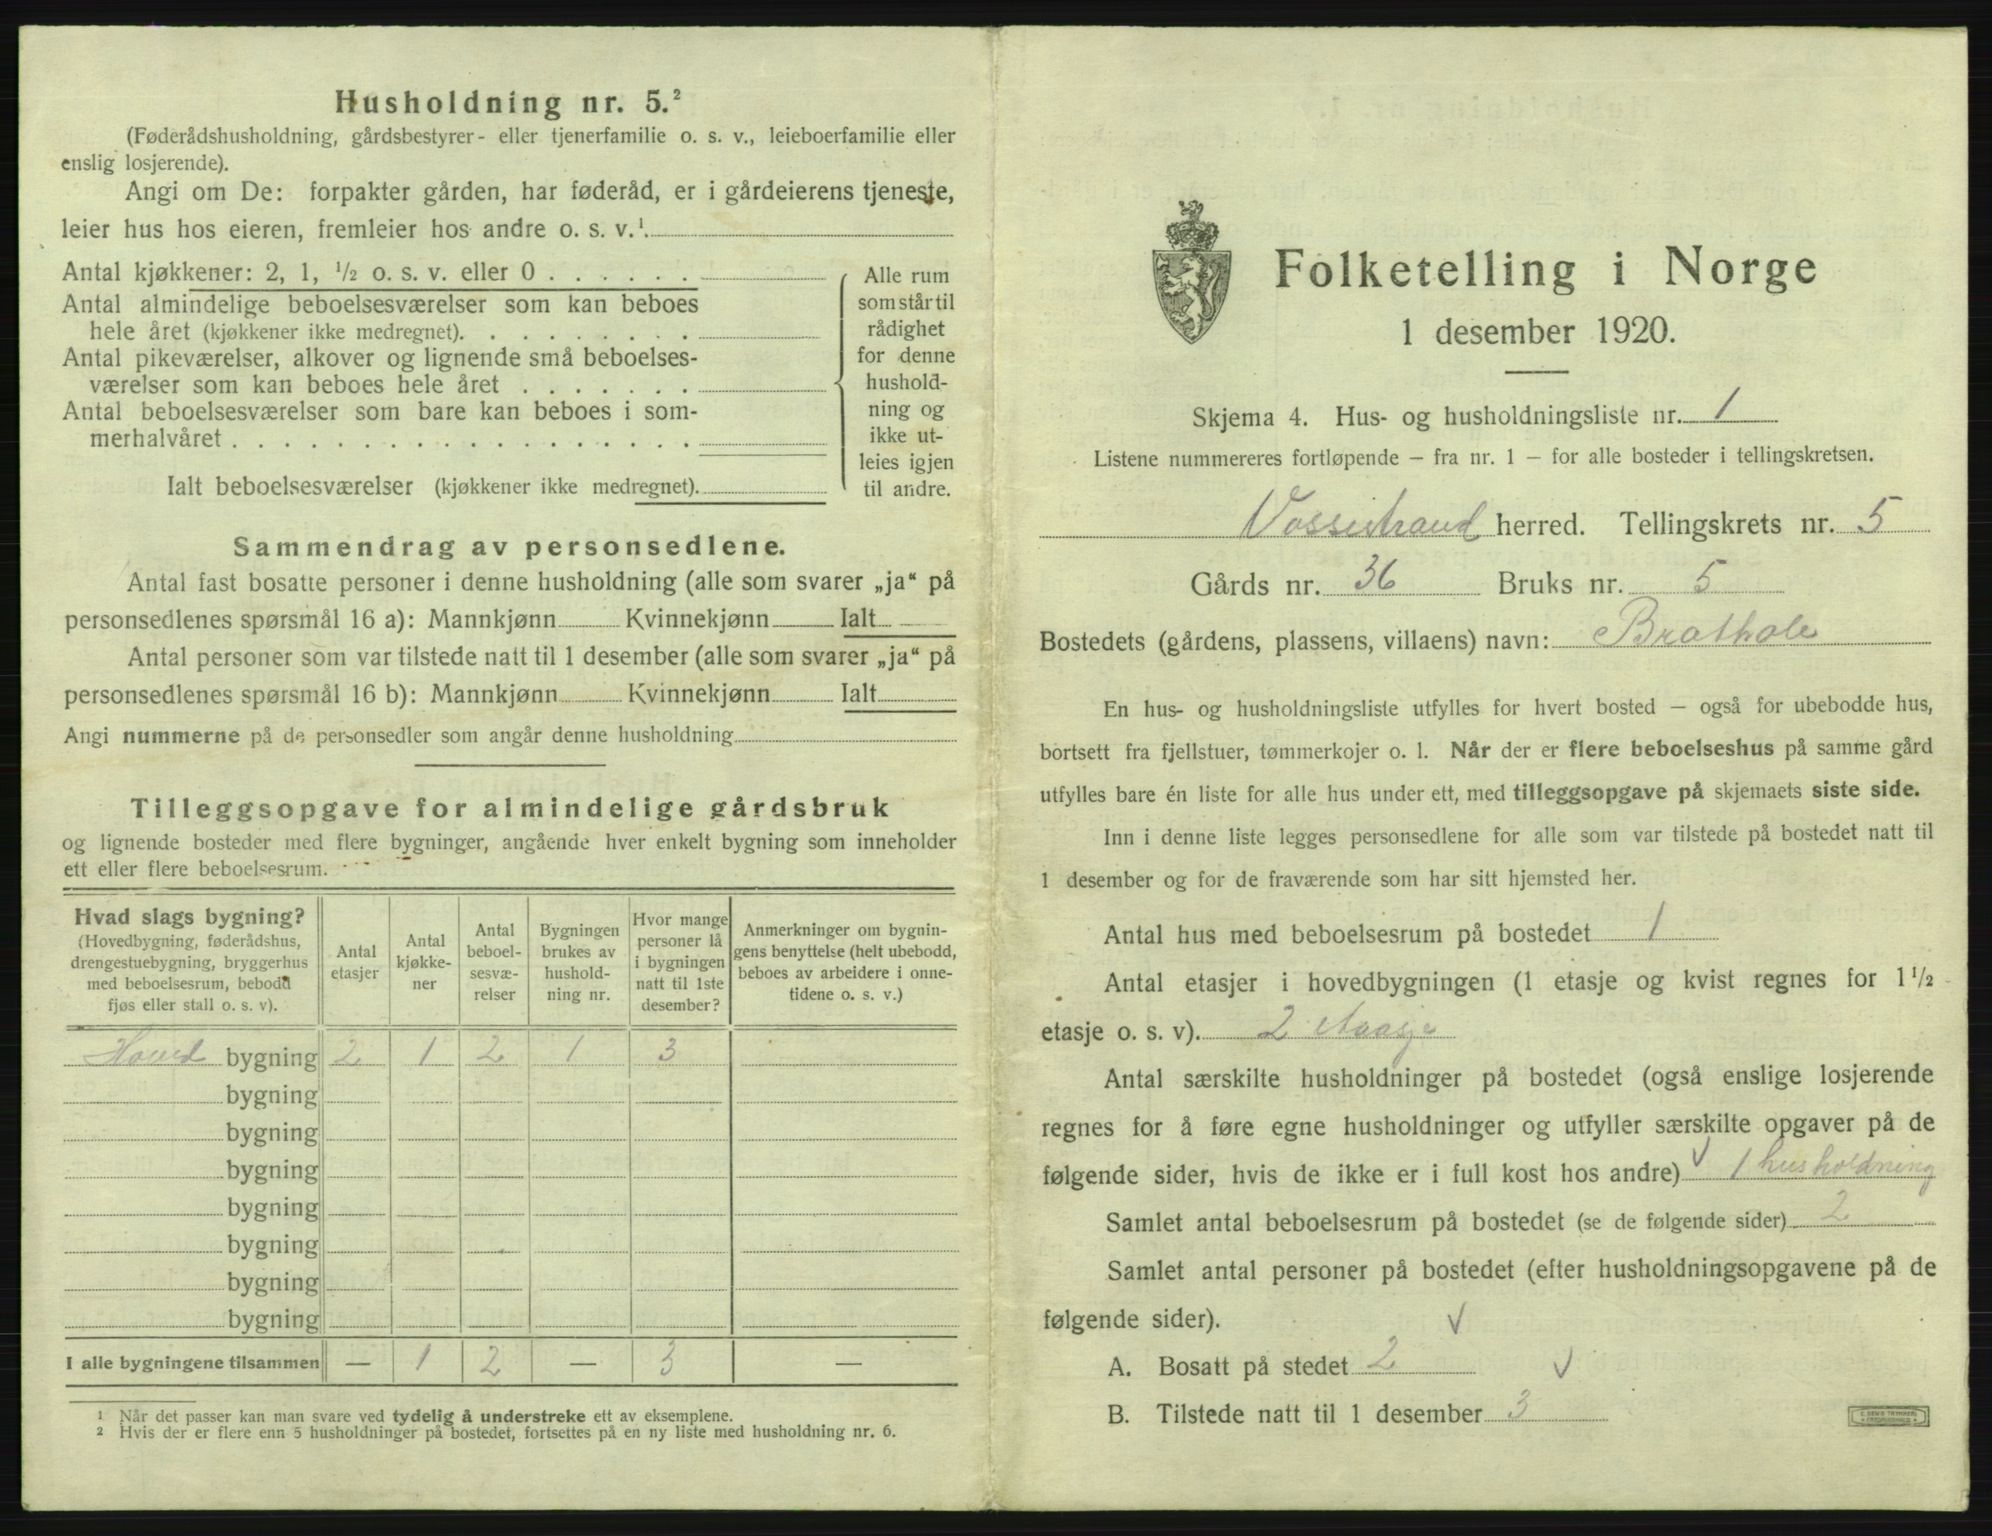 Husholdning nr. 5.²
(Føderådshusholdning, gårdsbestyrer- eller tjenerfamilie o. s. v., leieboerfamilie eller
enslig losjerende).
Angi om De: forpakter gården, har føderåd, er i gårdeierens tjeneste,
leier hus hos eieren, fremleier hos andre o. s. v.¹
Antal kjøkkener: 2, 1, ½ o. s. v. eller 0 . . . . . .
Antal almindelige beboelsesværelser som kan beboes
hele året (kjøkkener ikke medregnet). . . . . . . . .
Antal pikeværelser, alkover og lignende små beboelses-
værelser som kan beboes hele året . . . . . . .
Antal beboelsesværelser som bare kan beboes i som-
merhalvåret . . . . . . . . . . . . . . . . . .
Ialt beboelsesværelser (kjøkkener ikke medregnet).
Alle rum
som står til
rådighet
for denne
hushold-
ning og
ikke ut-
leies igjen
til andre.
Sammendrag av personsedlene.
Antal fast bosatte personer i denne husholdning (alle som svarer „ja“ på
personsedlenes spørsmål 16 a): Mannkjønn Kvinnekjønn Ialt
Antal personer som var tilstede natt til 1 desember (alle som svarer „ja“ på
personsedlenes spørsmål 16 b): Mannkjønn Kvinnekjønn Ialt
Angi nummerne på de personsedler som angår denne husholdning
Tilleggsopgave for almindelige gårdsbruk
og lignende bosteder med flere bygninger, angående hver enkelt bygning som inneholder
ett eller flere beboelsesrum.
Hvad slags bygning?
(Hovedbygning, føderådshus,
drengestuebygning, bryggerhus
med beboelsesrum, bebodd
fjøs eller stall o. s. v).
Antal
etasjer
Antal
kjøkke-
ner
Antal
beboel-
sesvæ-
relser
Bygningen
brukes av
hushold-
ning nr.
Hvor mange
personer lå
i bygningen
natt til 1ste
desember?
Anmerkninger om bygnin-
gens benyttelse (helt ubebodd,
beboes av arbeidere i onne-
tidene o. s. v.)
Hoved bygning 2 1 2 1 3
bygning
bygning
bygning
bygning
bygning
bygning
bygning
I alle bygningene tilsammen — 1 2 — 3 —
¹ Når det passer kan man svare ved tydelig å understreke ett av eksemplene.
² Hvis der er flere enn 5 husholdninger på bostedet, fortsettes på en ny liste med husholdning nr. 6.
Folketelling i Norge
1 desember 1920.
Skjema 4. Hus- og husholdningsliste nr. 1
Listene nummereres fortløpende — fra nr. 1 — for alle bosteder i tellingskretsen.
Vossestrand herred. Tellingskrets nr. 5
Gårds nr. 36 Bruks nr. 5
Bostedets (gårdens, plassens, villaens) navn: Brathole
En hus- og husholdningsliste utfylles for hvert bosted — også for ubebodde hus,
bortsett fra fjellstuer, tømmerkojer o. l. Når der er flere beboelseshus på samme gård
utfylles bare én liste for alle hus under ett, med tilleggsopgave på skjemaets siste side.
Inn i denne liste legges personsedlene for alle som var tilstede på bostedet natt til
1 desember og for de fraværende som har sitt hjemsted her.
Antal hus med beboelsesrum på bostedet 1
Antal etasjer i hovedbygningen (1 etasje og kvist regnes for 1½
etasje o. s. v). 2
Antal særskilte husholdninger på bostedet (også enslige losjerende
regnes for å føre egne husholdninger og utfyller særskilte opgaver på de
følgende sider, hvis de ikke er i full kost hos andre) 1 husholdning
Samlet antal beboelsesrum på bostedet (se de følgende sider) 2
Samlet antal personer på bostedet (efter husholdningsopgavene på de
følgende sider).
A. Bosatt på stedet 2
B. Tilstede natt til 1 desember 3